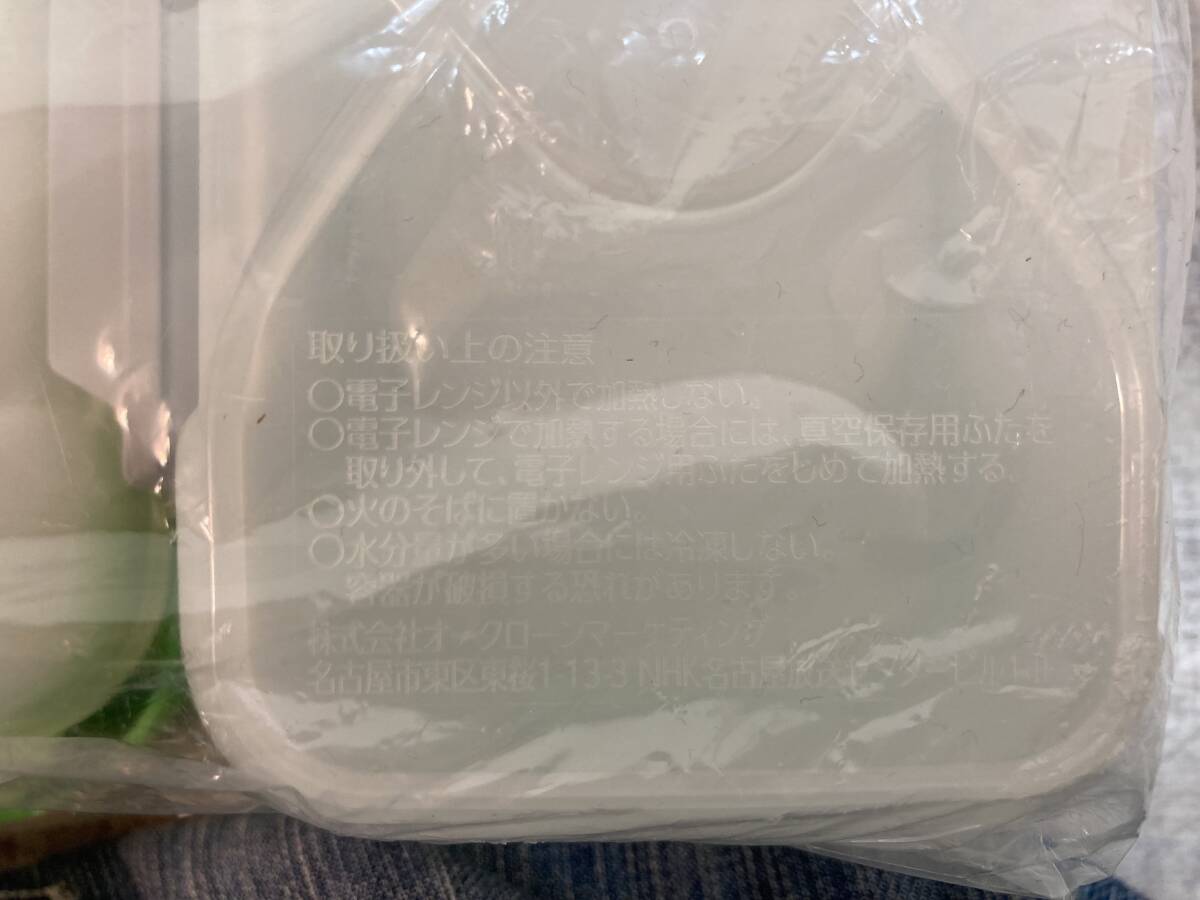 取り扱い上の注意
〇電子レンジ以外で加熱しない。
〇電子レンジで加熱する場合には、真空保存用ふたを
取り外して、電子レンジ用ふたをしめて加熱する。
〇火のそばに置かない。
〇水分量が多い場合には冷凍しない。
容器が破損する恐れがあります。
株式会社オークローンマーケティング
名古屋市東区東桜1-13-3 NHK名古屋放送センタービル